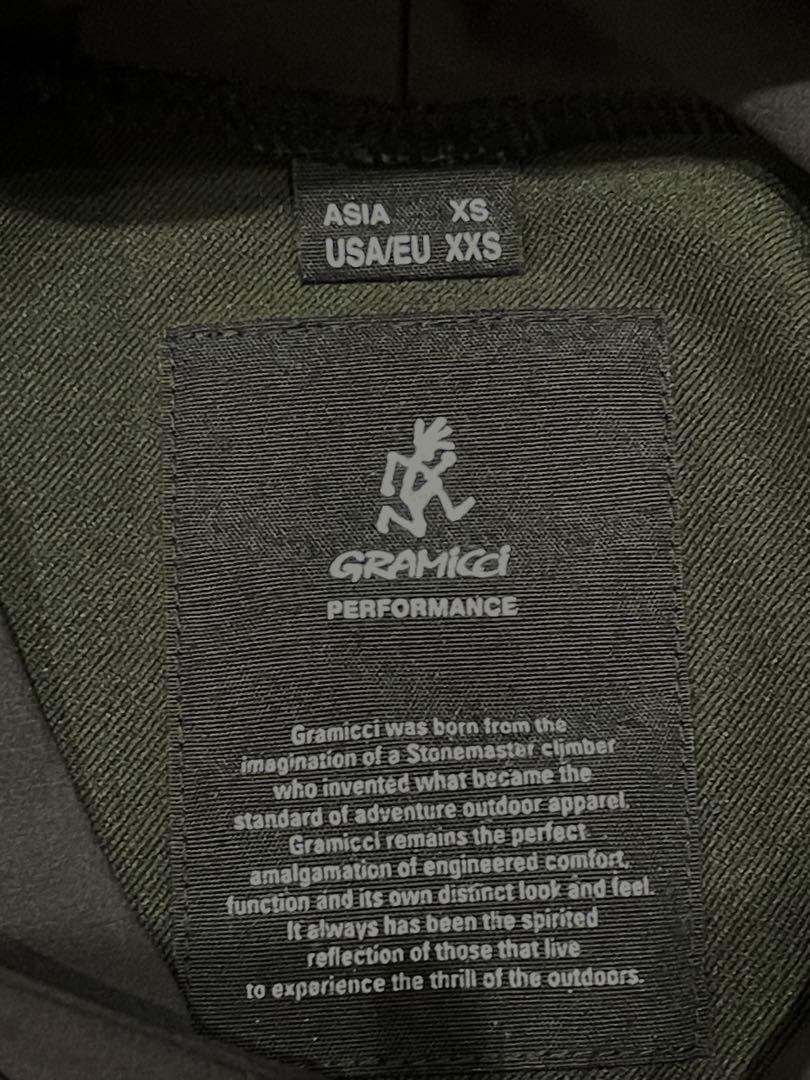 ASIA XS
USA/EU XXS
GRAMICCI
PERFORMANCE
Gramicci was born from the
imagination of a Stonemaster climber
who invented what became the
standard of adventure outdoor apparel.
Gramicci remains the perfect
amalgamation of engineered comfort,
function and its own distinct look and feel.
It always has been the spirited
reflection of those that live
to experience the thrill of the outdoors.